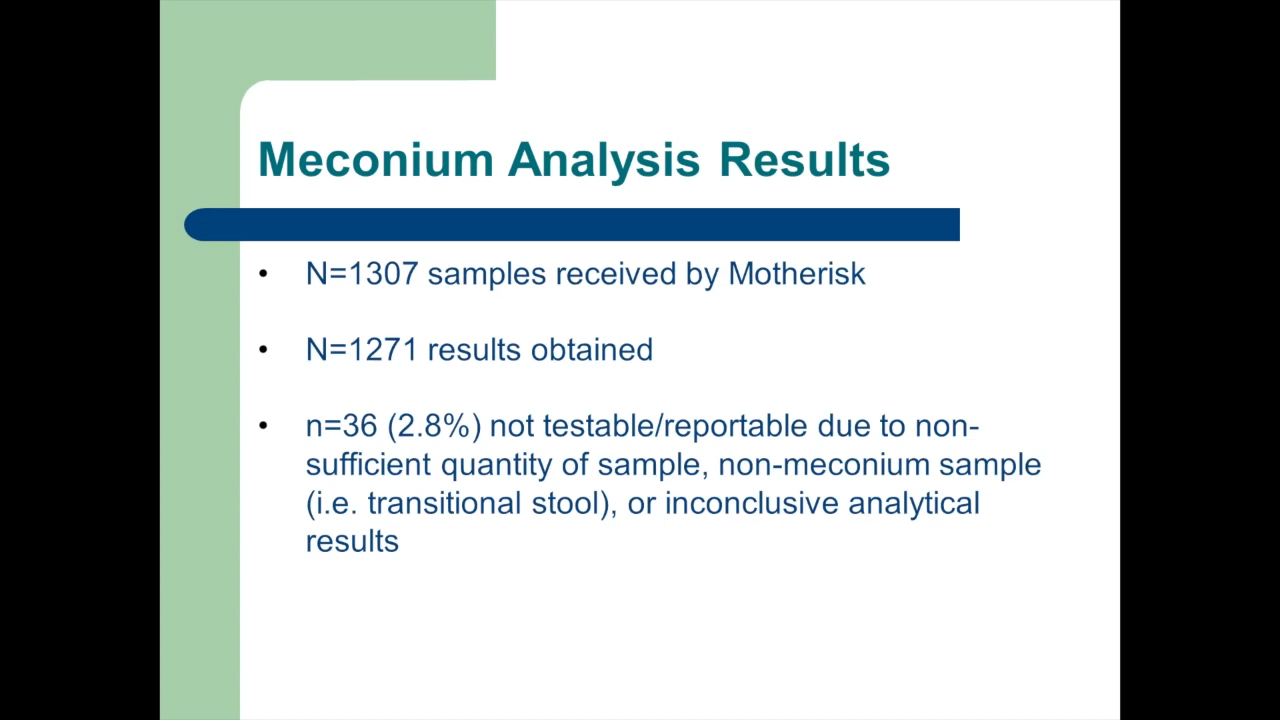 Meconium Analysis Results
• N=1307 samples received by Motherisk
• N=1271 results obtained
• n=36 (2.8%) not testable/reportable due to non-
sufficient quantity of sample, non-meconium sample
(i.e. transitional stool), or inconclusive analytical
results